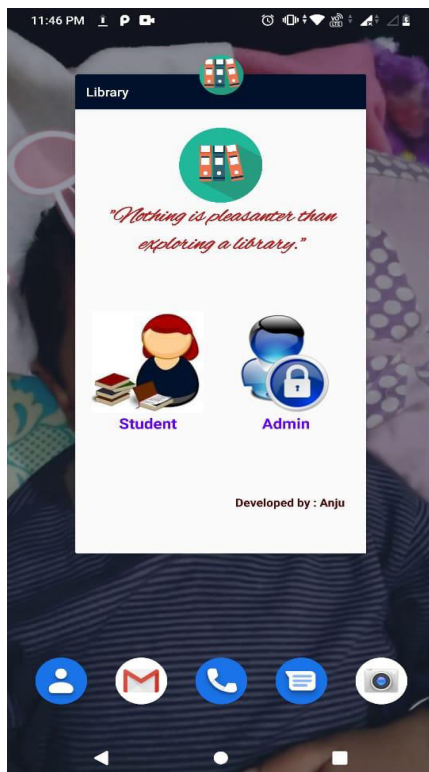 11:46 PM
Library
"Nothing is pleasanter than
exploring a library."
Student
Admin
Developed by : Anju